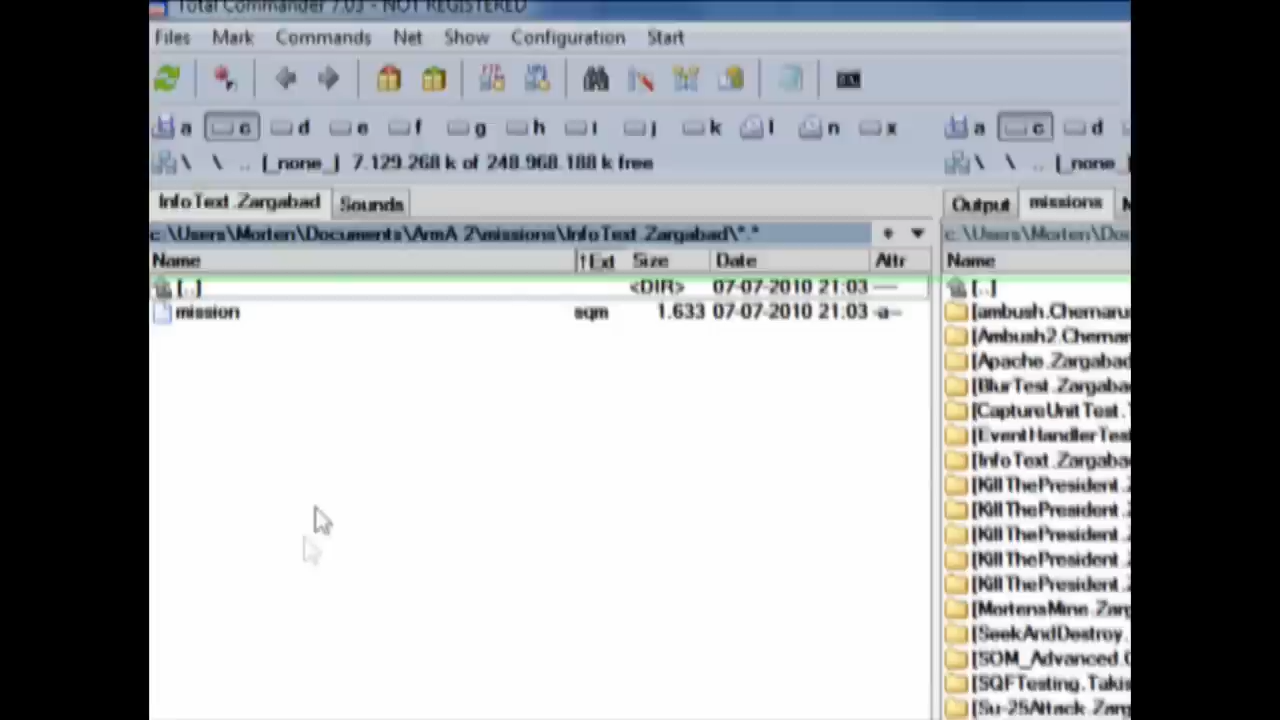 Total Commander 7.03 - NOT REGISTERED
Files Mark Commands Net Show Configuration Start
a c d e f g h i j k l n x a c d
\ \ .. [_none_] 7.129.268 k of 248.968.188 k free \ \ .. [_none_
InfoText.Zargabad Sounds Output missions
c:\Users\Morten\Documents\ArmA 2\missions\InfoText.Zargabad\*.* c:\Users\Morten\Do
Name ↑Ext Size Date Attr Name
[..] <DIR> 07-07-2010 21:03 ---- [..]
mission sqm 1.633 07-07-2010 21:03 -a-- [ambush.Chernaru
[Ambush2.Chernar
[Apache.Zargabad
[BlurTest.Zargaba
[CaptureUnitTest.
[EventHandlerTes
[InfoText.Zargaba
[KillThePresident.
[KillThePresident.
[KillThePresident.
[KillThePresident.
[KillThePresident.
[MortensMine.Zarg
[SeekAndDestroy.
[SOM_Advanced.C
[SQFTesting.Takis
[Su-25Attack.Zarg